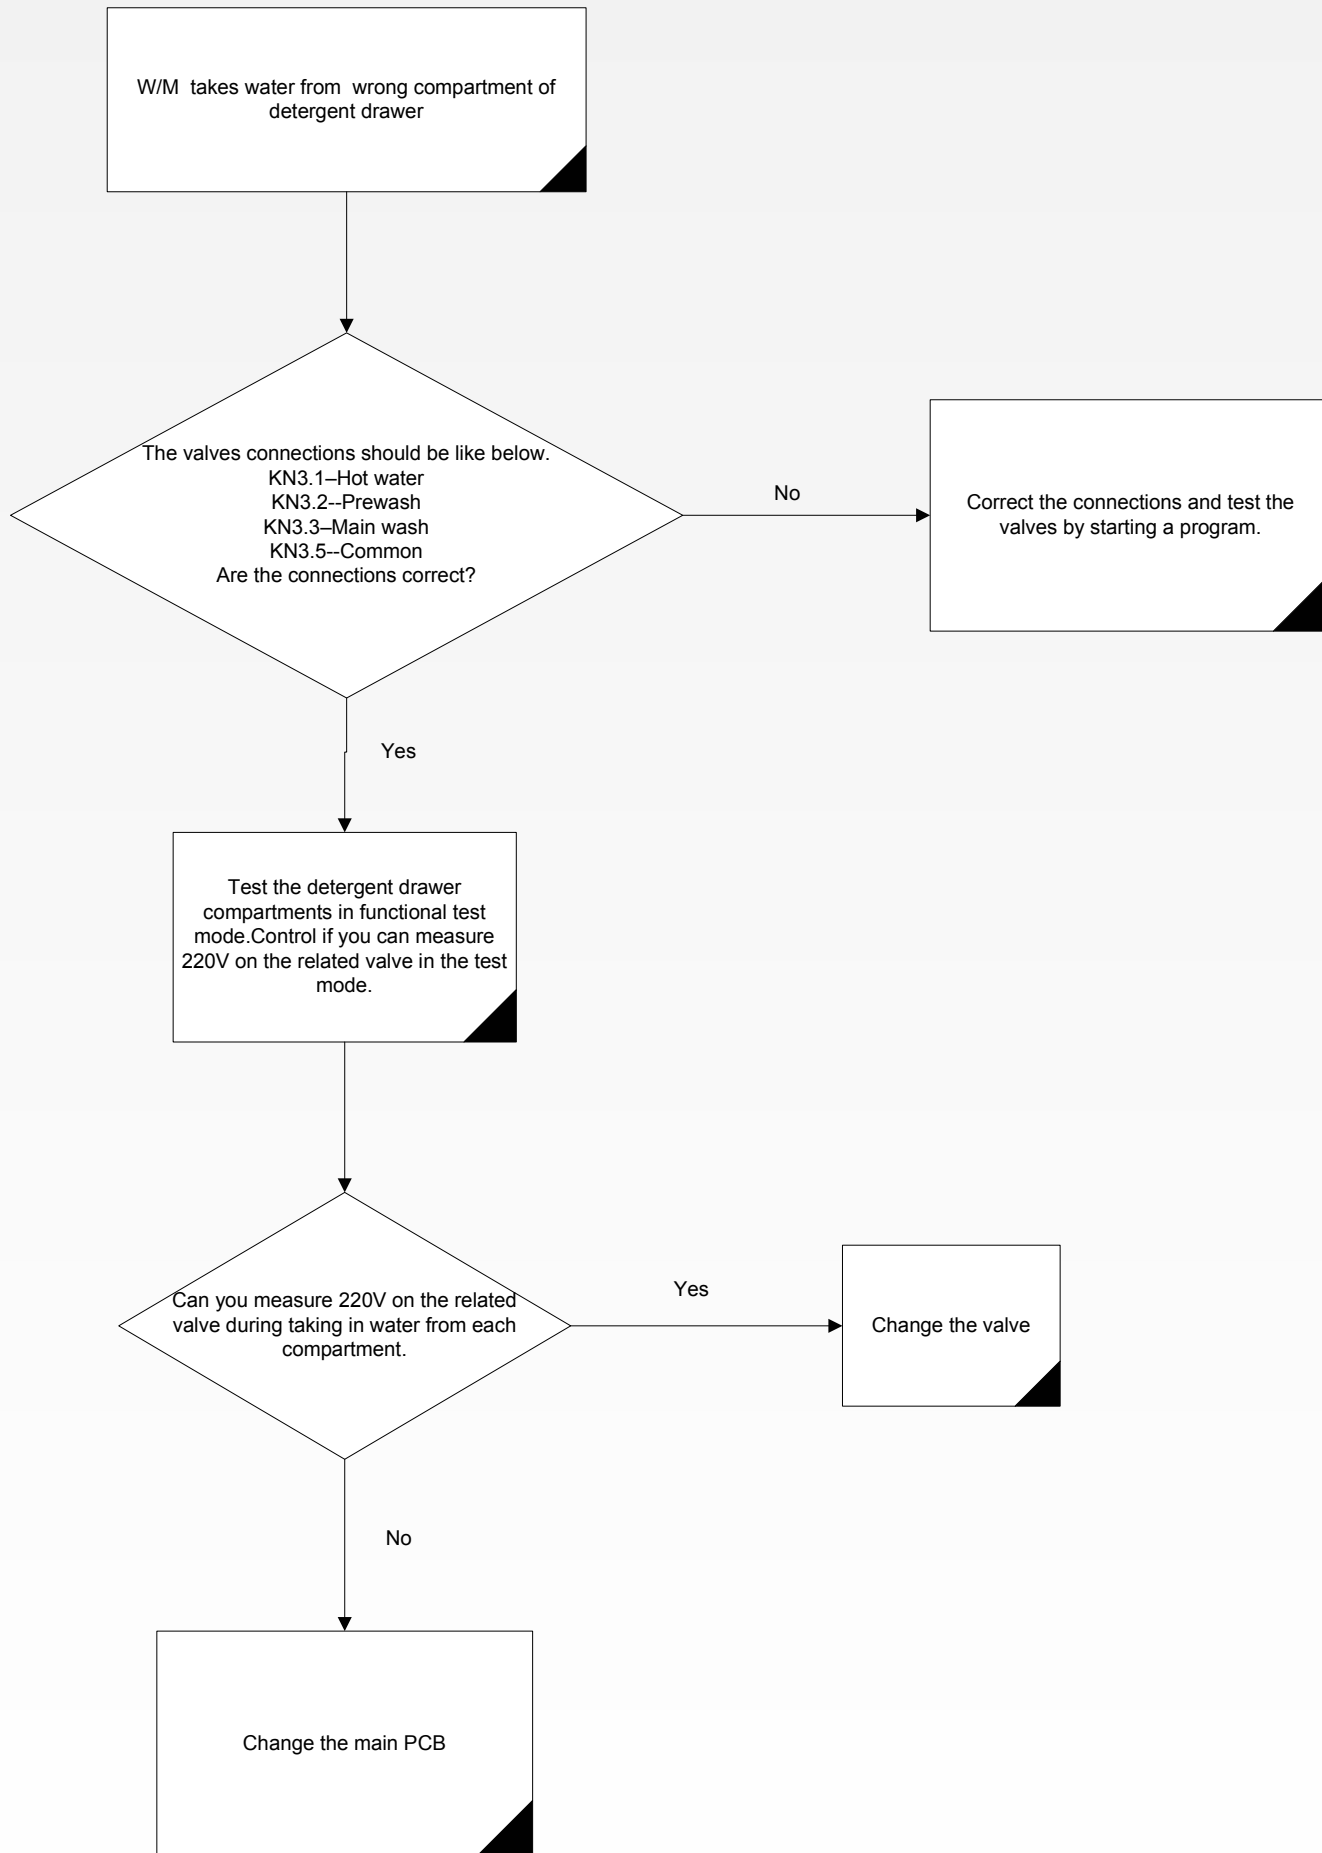 W/M takes water from wrong compartment of
detergent drawer
The valves connections should be like below.
KN3.1–Hot water
KN3.2--Prewash
KN3.3–Main wash
KN3.5--Common
Are the connections correct?
No
Correct the connections and test the
valves by starting a program.
Yes
Test the detergent drawer
compartments in functional test
mode.Control if you can measure
220V on the related valve in the test
mode.
Can you measure 220V on the related
valve during taking in water from each
compartment.
Yes
Change the valve
No
Change the main PCB